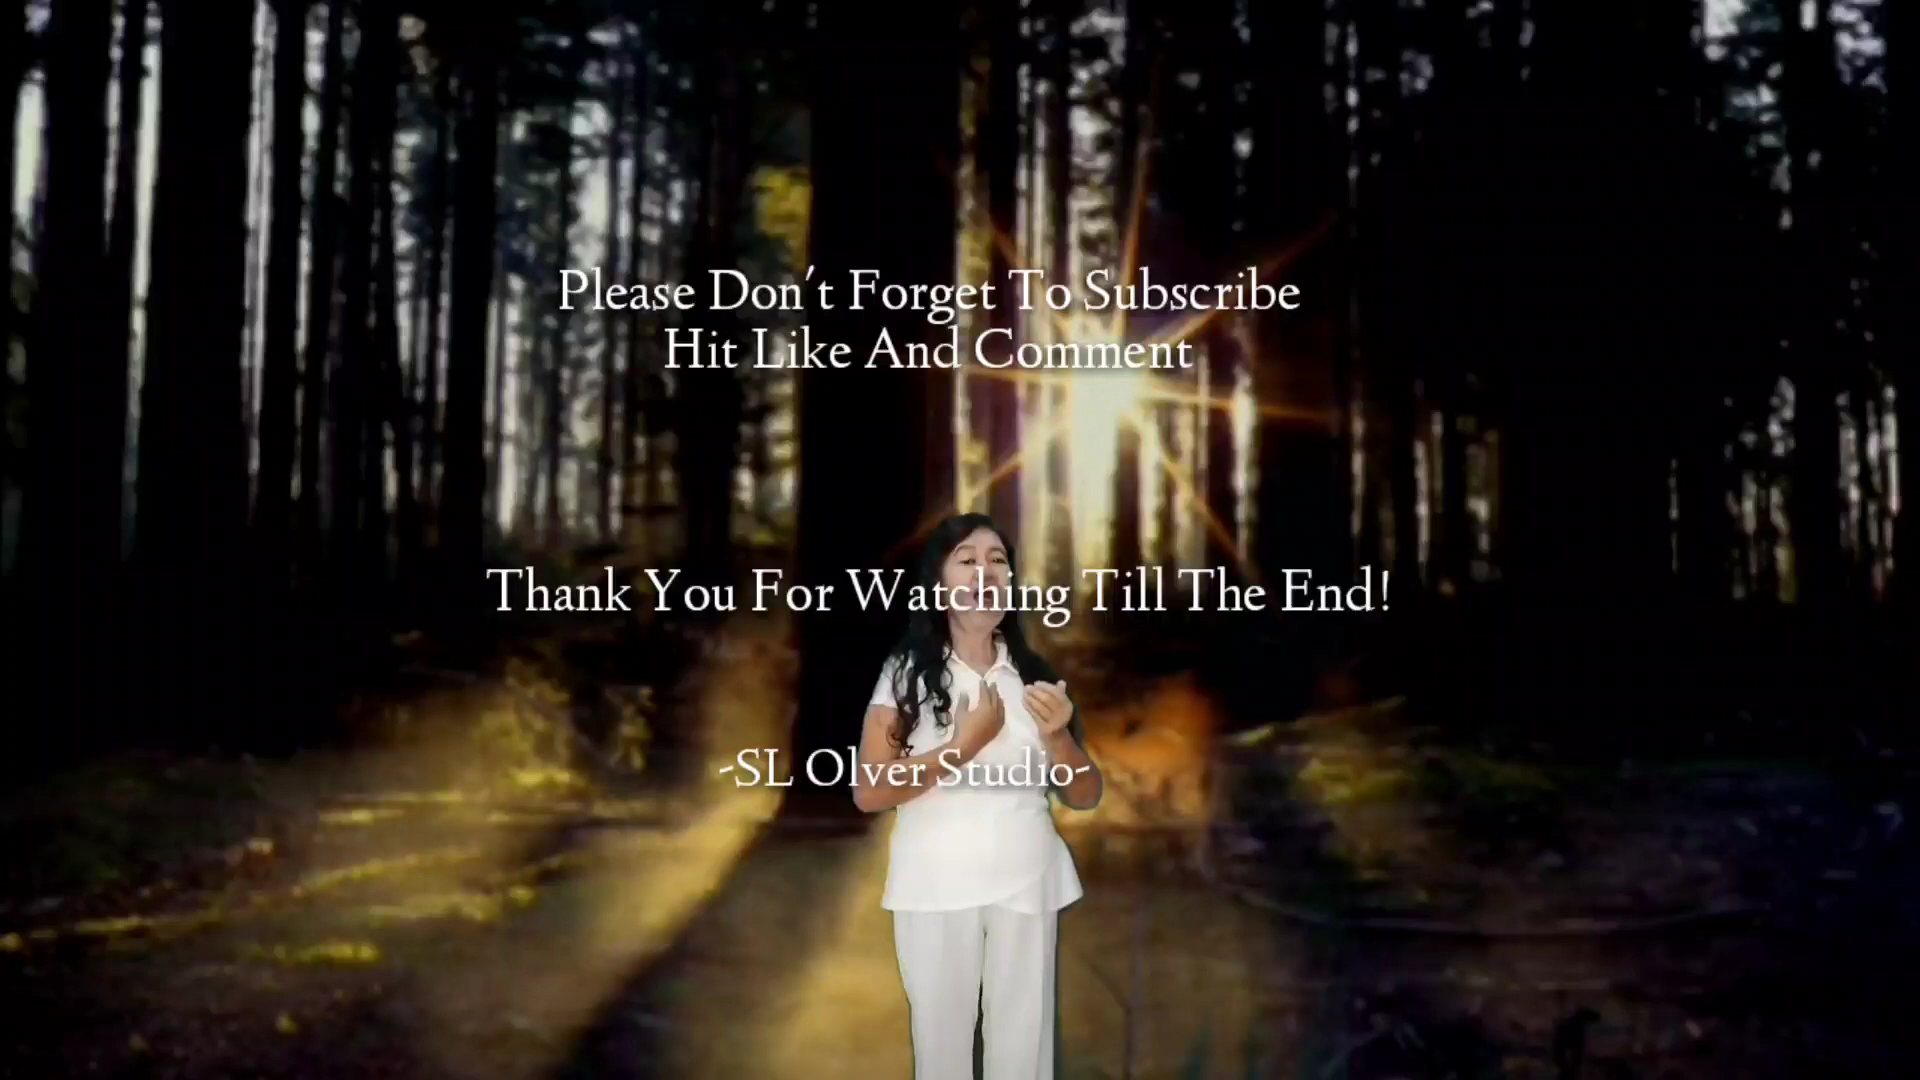 Please Don't Forget To Subscribe
Hit Like And Comment
Thank You For Watching Till The End!
-SL Olver Studio-